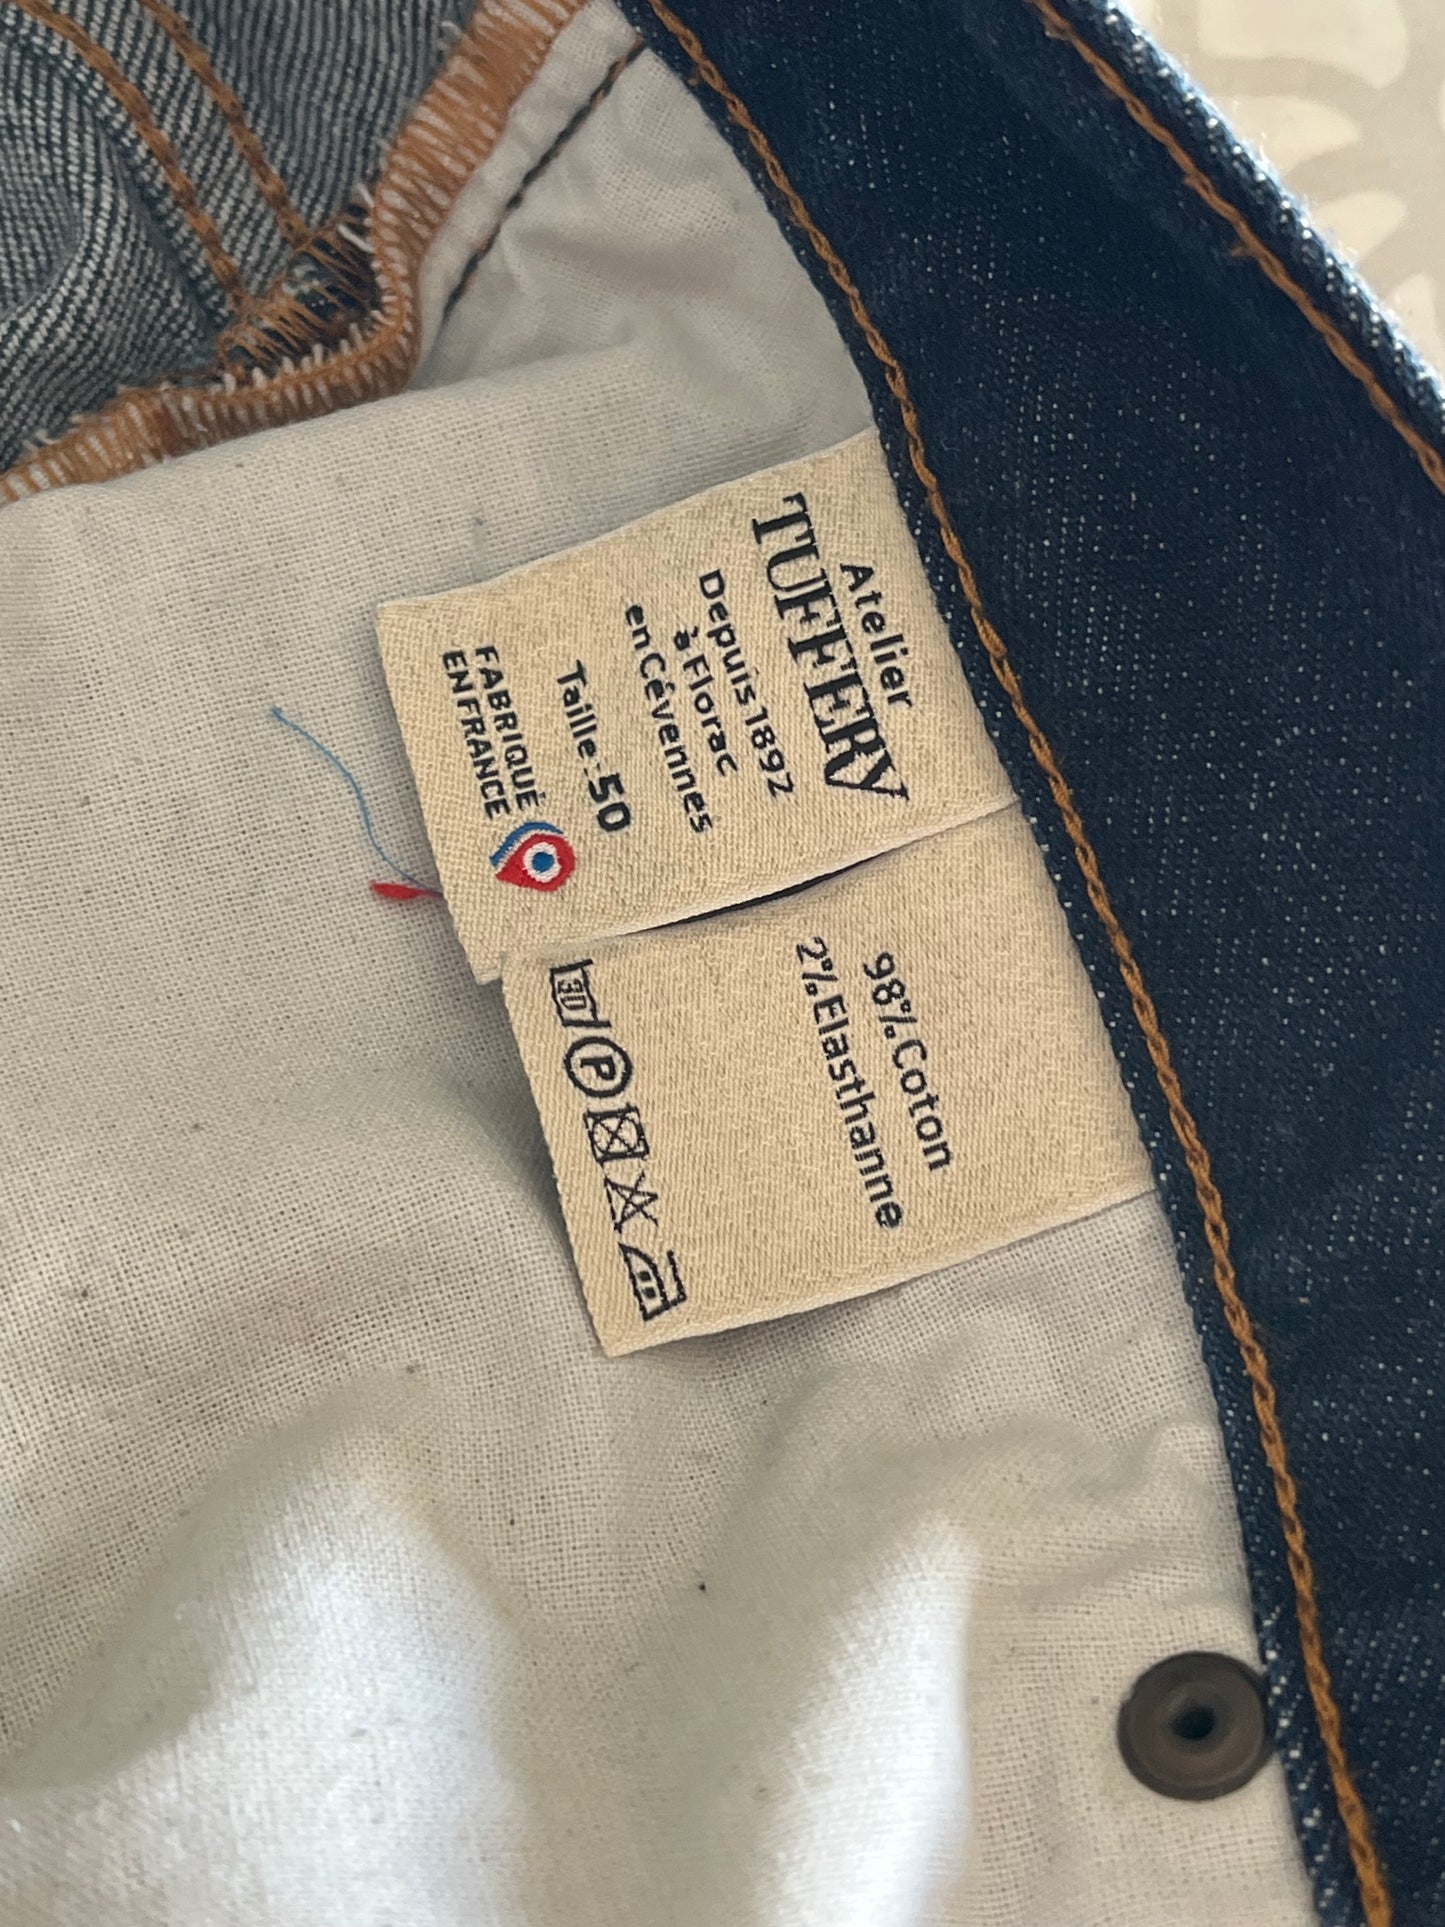 Atelier
TUFFERY
Depuis 1892
à Florac
en Cévennes
Taille : 50
FABRIQUÉ
EN FRANCE
98% Coton
2% Elasthanne
30
P